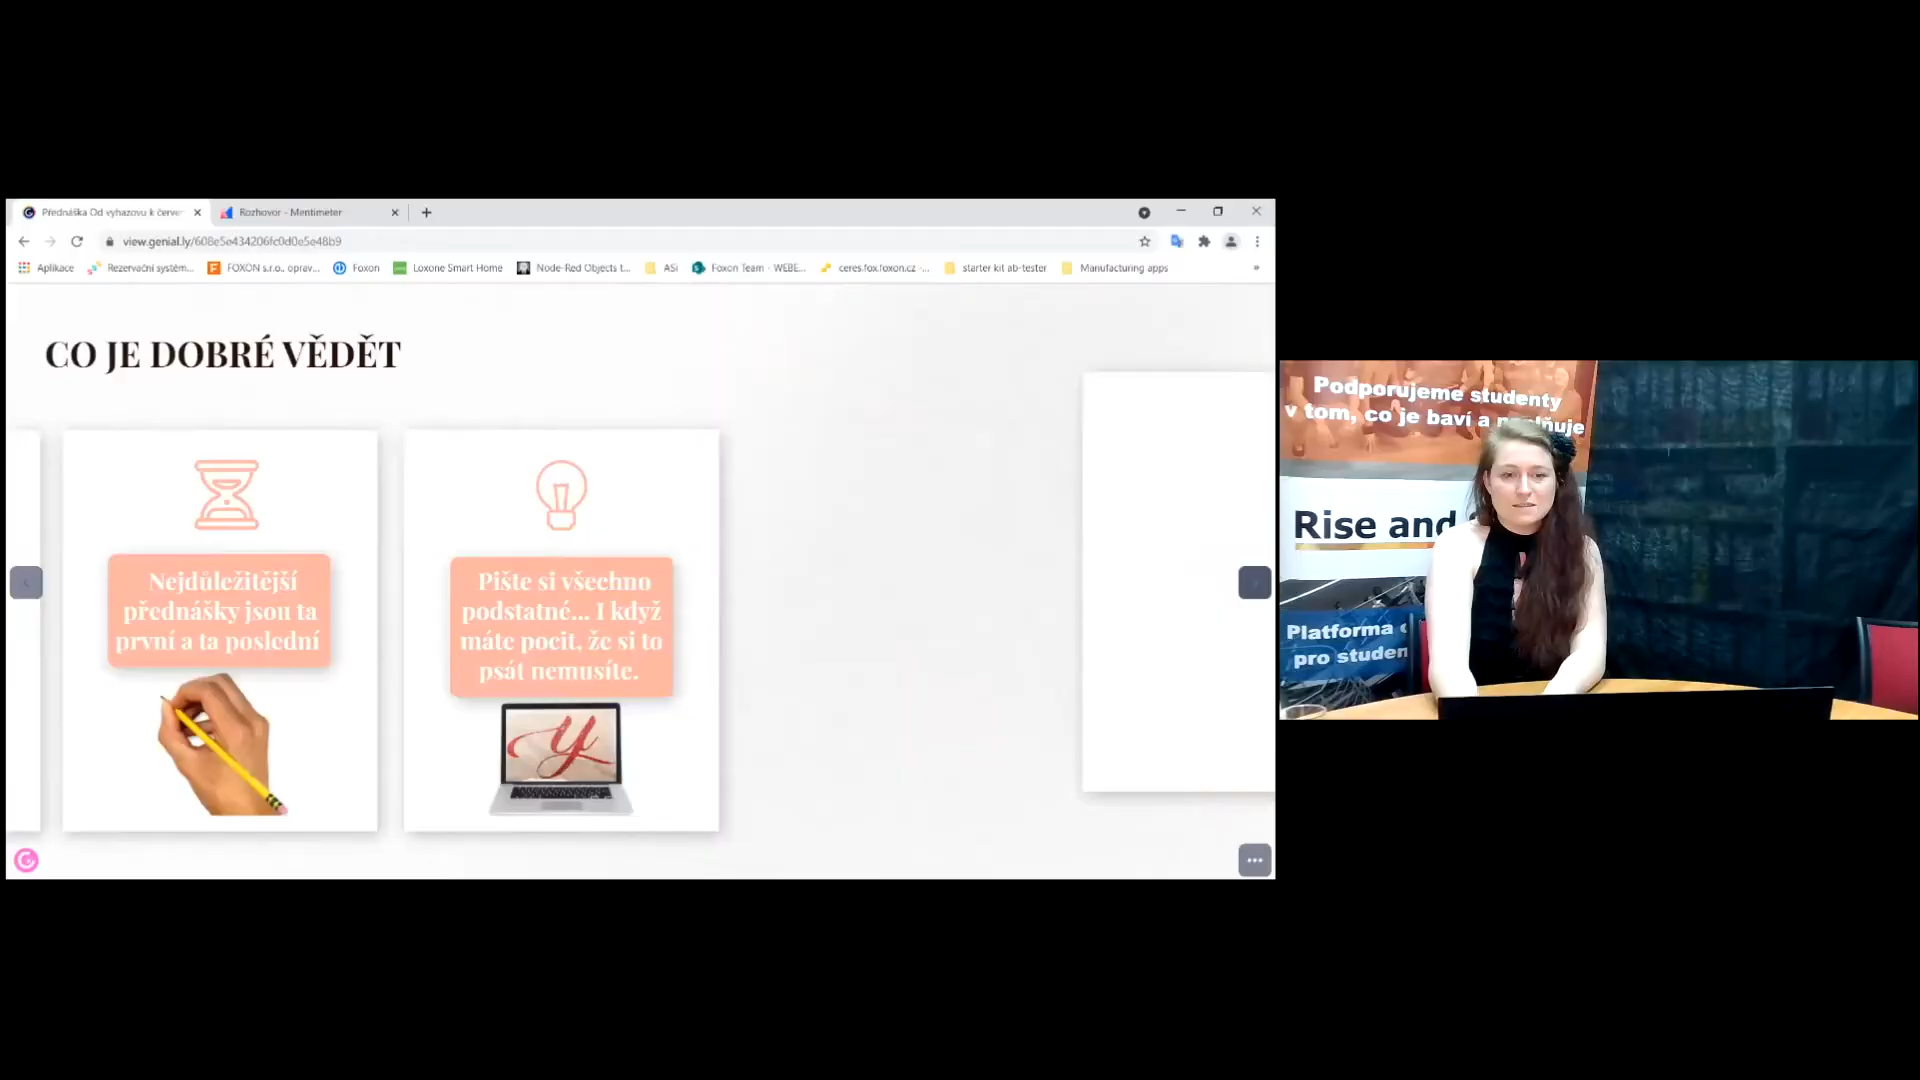 Přednáška Od vyhazovu k červe
Rozhovor - Mentimeter
view.genial.ly/608e5e434206fc0d0e5e48b9
Aplikace
Rezervační systém...
FOXON s.r.o., oprav...
Foxon
Loxone Smart Home
Node-Red Objects t...
ASi
Foxon Team - WEBE...
ceres.fox.foxon.cz -...
starter kit ab-tester
Manufacturing apps
»
CO JE DOBRÉ VĚDĚT
Nejdůležitější
přednášky jsou ta
první a ta poslední
Pište si všechno
podstatné... I když
máte pocit, že si to
psát nemusíte.
y
Podporujeme studenty
v tom, co je baví a
Rise and
Platforma
pro studen